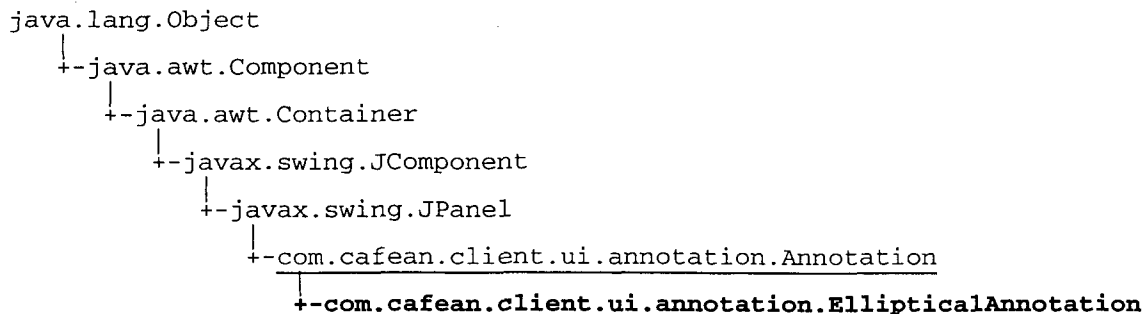 java.lang.Object
+-java.awt.Component
+-java.awt.Container
+-javax.swing.JComponent
+-javax.swing.JPanel
+-com.cafean.client.ui.annotation.Annotation
+-com.cafean.client.ui.annotation.EllipticalAnnotation